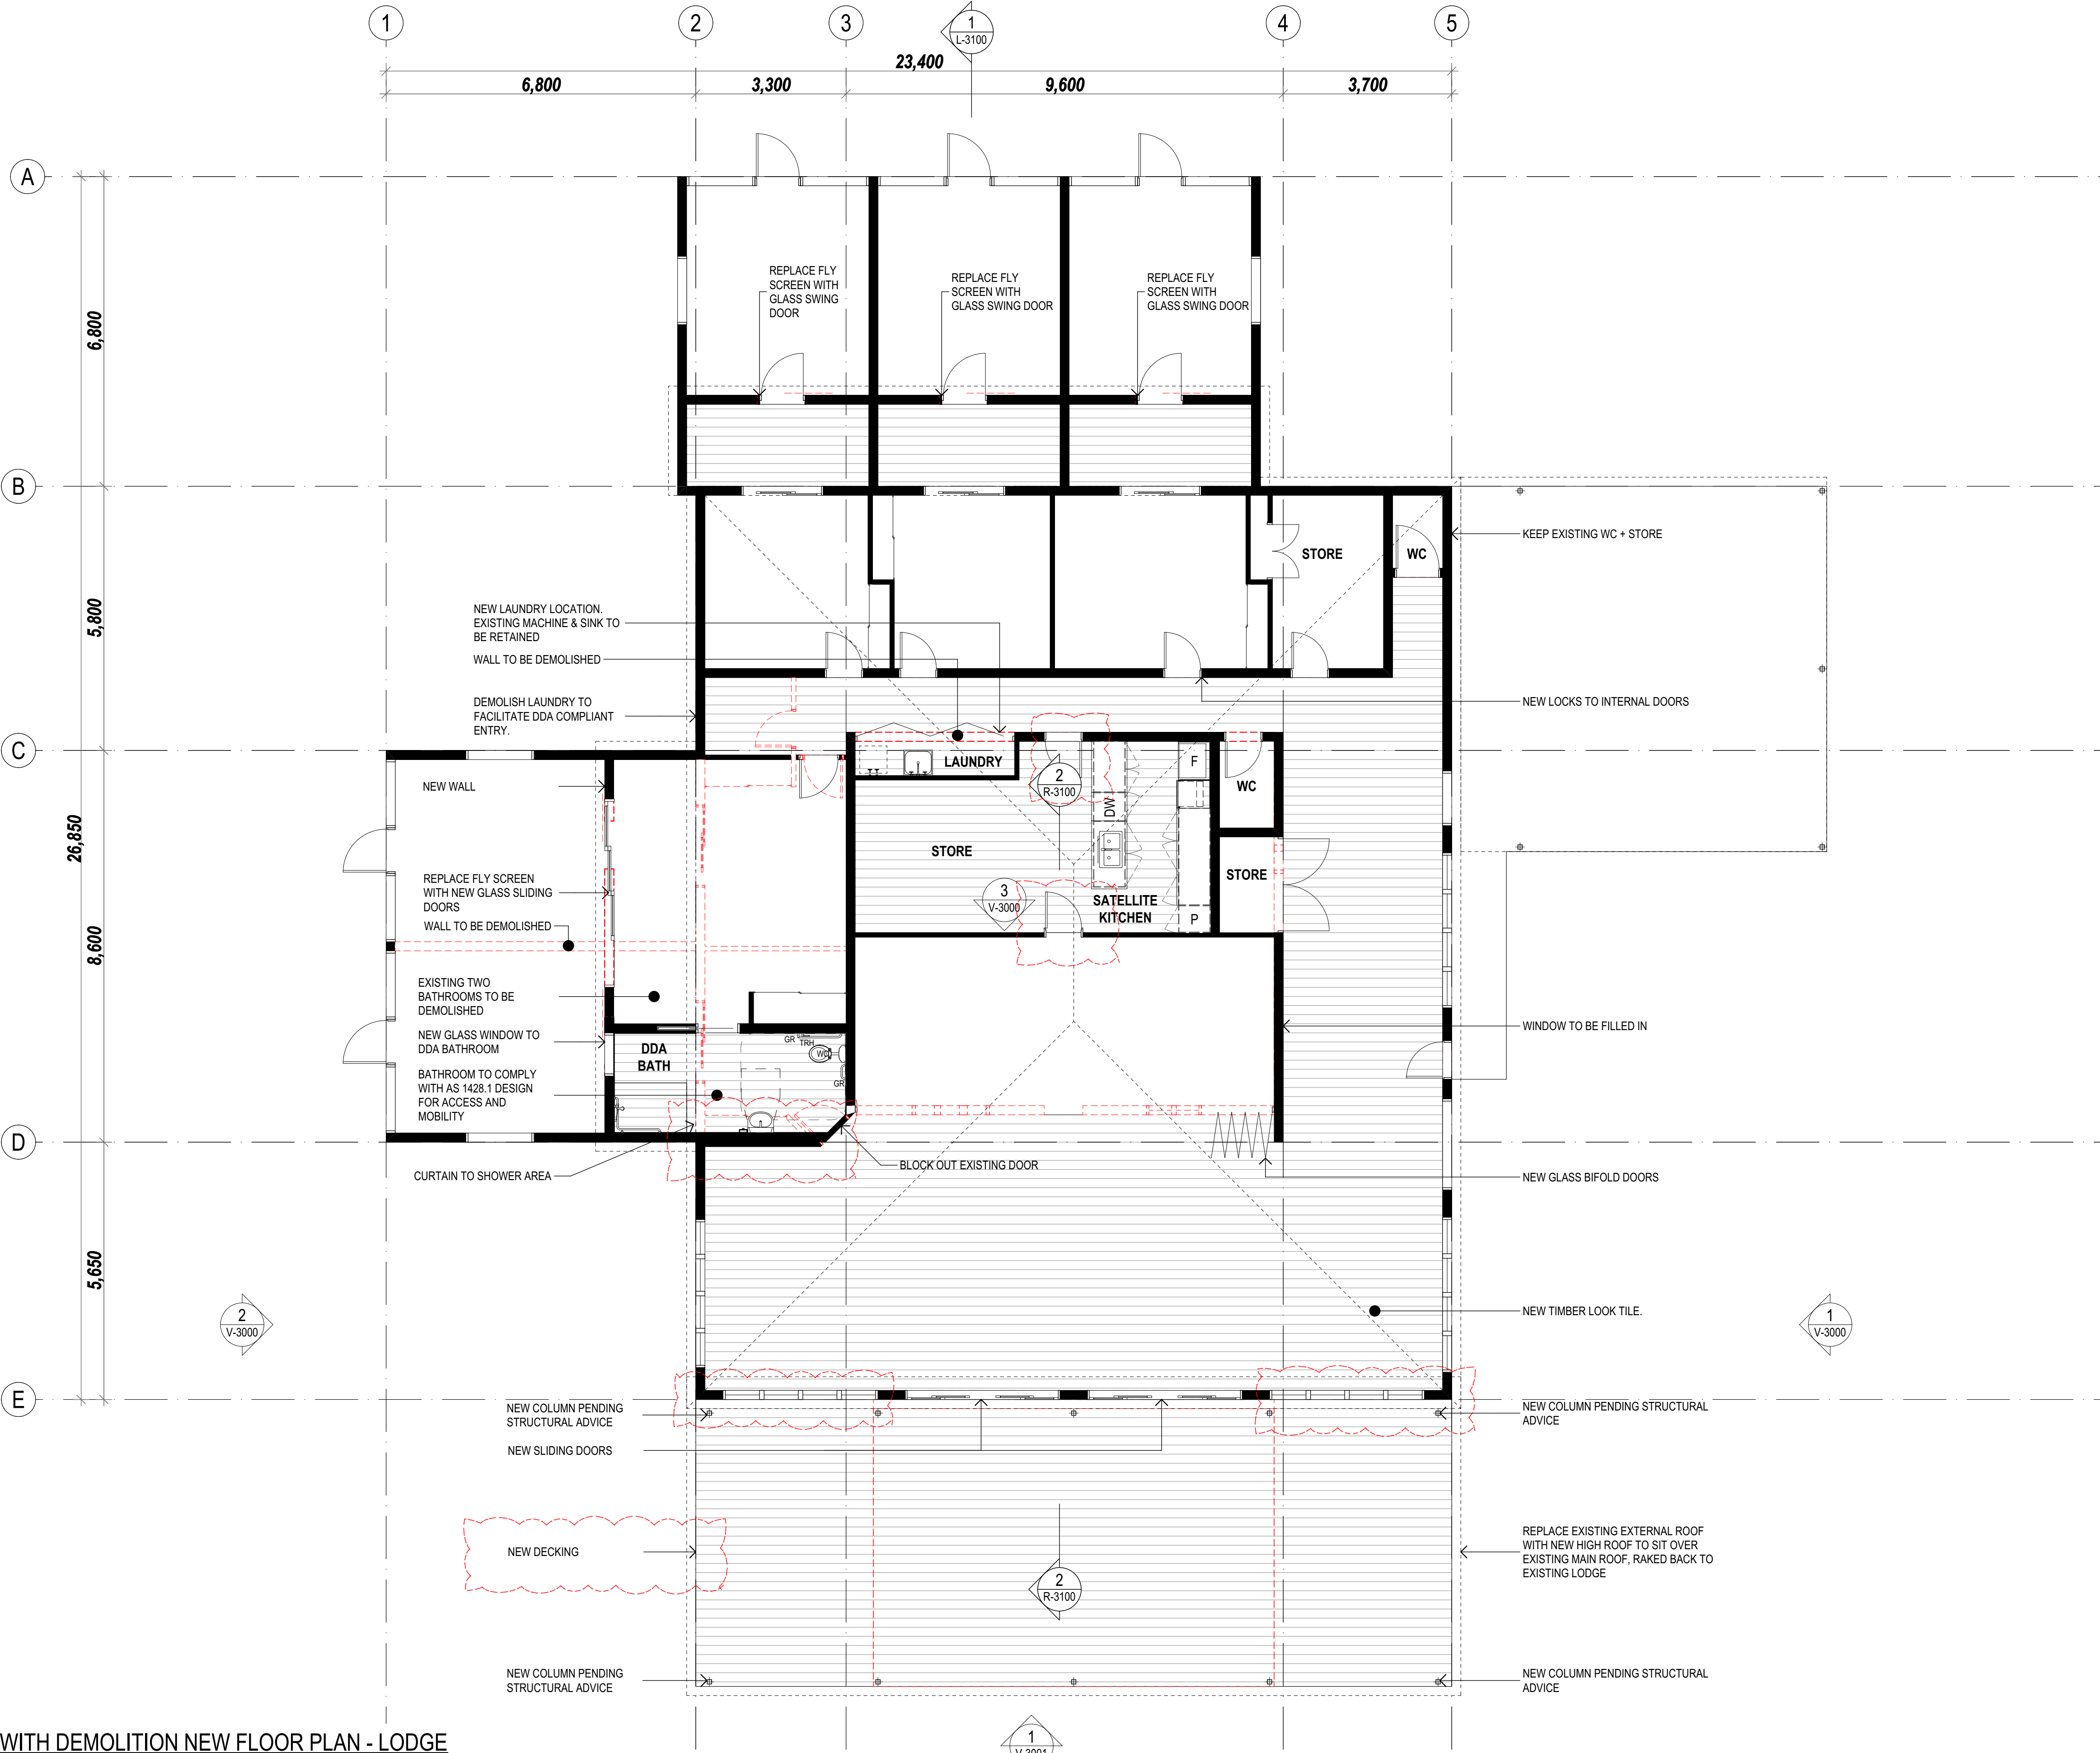 1
2
3
4
5
1
L-3100
23,400
6,800
3,300
9,600
3,700
A
B
C
D
E
6,800
5,800
26,850
8,600
5,650
REPLACE FLY
SCREEN WITH
GLASS SWING
DOOR
REPLACE FLY
SCREEN WITH
GLASS SWING DOOR
REPLACE FLY
SCREEN WITH
GLASS SWING DOOR
STORE
WC
KEEP EXISTING WC + STORE
NEW LAUNDRY LOCATION.
EXISTING MACHINE & SINK TO
BE RETAINED
WALL TO BE DEMOLISHED
DEMOLISH LAUNDRY TO
FACILITATE DDA COMPLIANT
ENTRY.
NEW LOCKS TO INTERNAL DOORS
LAUNDRY
2
R-3100
F
DW
WC
NEW WALL
STORE
STORE
3
V-3000
SATELLITE
KITCHEN
P
REPLACE FLY SCREEN
WITH NEW GLASS SLIDING
DOORS
WALL TO BE DEMOLISHED
EXISTING TWO
BATHROOMS TO BE
DEMOLISHED
NEW GLASS WINDOW TO
DDA BATHROOM
BATHROOM TO COMPLY
WITH AS 1428.1 DESIGN
FOR ACCESS AND
MOBILITY
DDA
BATH
GR
TRH
WC
GR
WINDOW TO BE FILLED IN
CURTAIN TO SHOWER AREA
BLOCK OUT EXISTING DOOR
NEW GLASS BIFOLD DOORS
2
V-3000
NEW TIMBER LOOK TILE.
1
V-3000
NEW COLUMN PENDING
STRUCTURAL ADVICE
NEW SLIDING DOORS
NEW COLUMN PENDING STRUCTURAL
ADVICE
NEW DECKING
2
R-3100
REPLACE EXISTING EXTERNAL ROOF
WITH NEW HIGH ROOF TO SIT OVER
EXISTING MAIN ROOF, RAKED BACK TO
EXISTING LODGE
NEW COLUMN PENDING
STRUCTURAL ADVICE
NEW COLUMN PENDING STRUCTURAL
ADVICE
WITH DEMOLITION NEW FLOOR PLAN - LODGE
1
V-3001